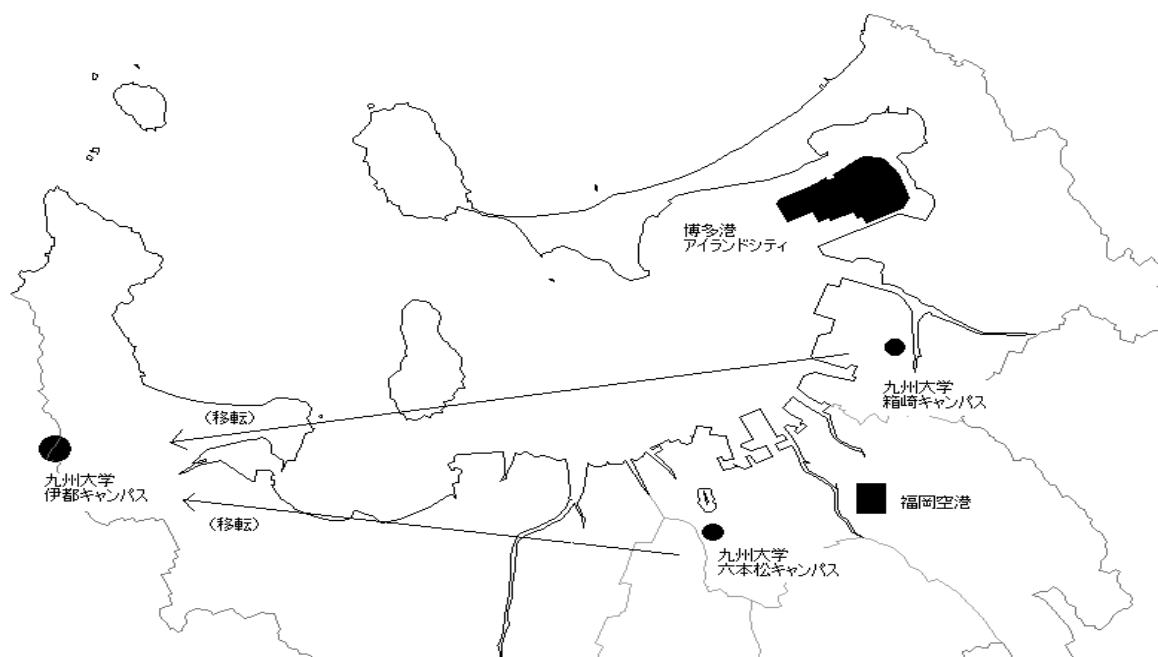 博多港
アイランドシティ
九州大学
箱崎キャンパス
(移転)
九州大学
伊都キャンパス
(移転)
福岡空港
九州大学
六本松キャンパス